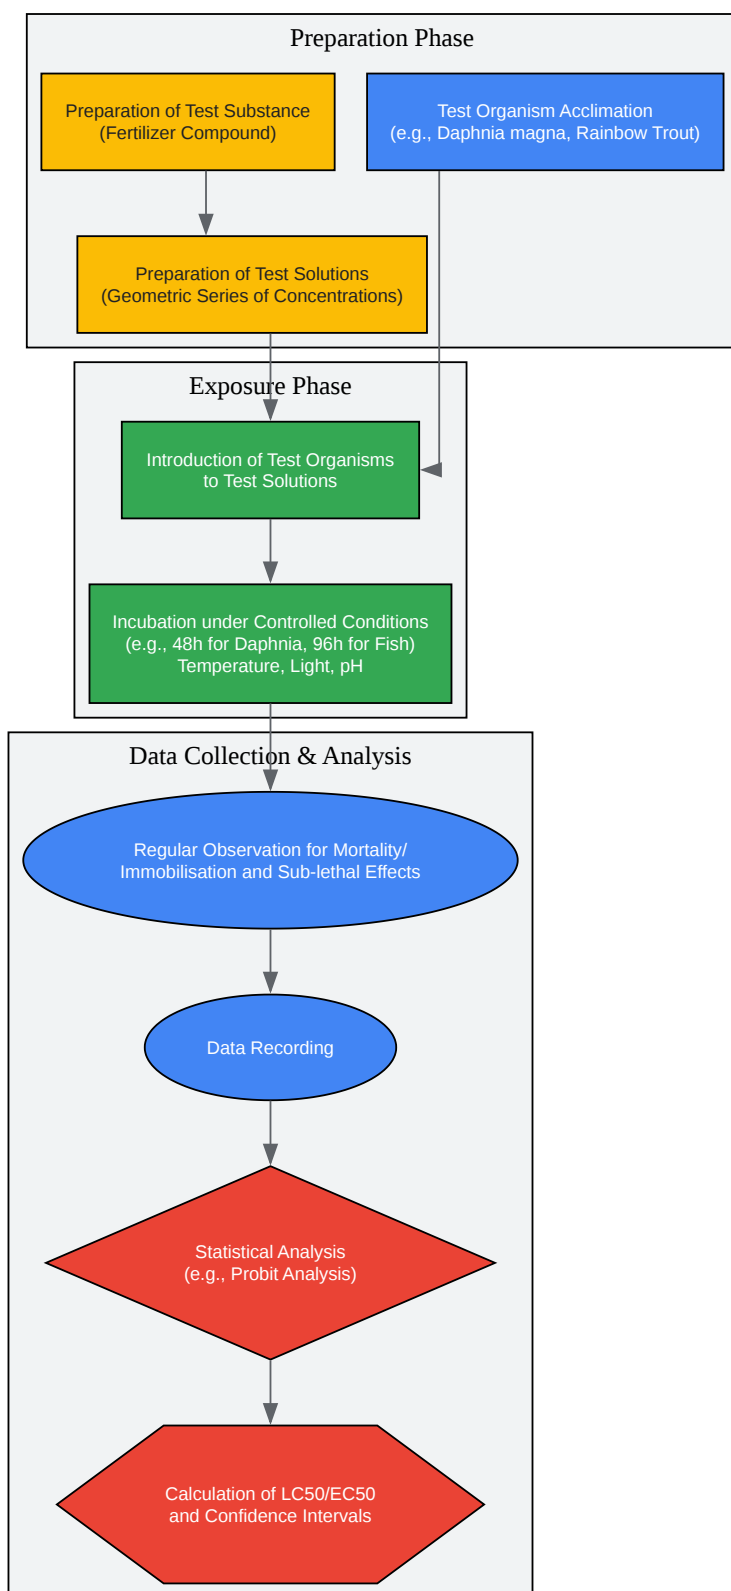 Preparation Phase
Preparation of Test Substance
(Fertilizer Compound)
Test Organism Acclimation
(e.g., Daphnia magna, Rainbow Trout)
Preparation of Test Solutions
(Geometric Series of Concentrations)
Exposure Phase
Introduction of Test Organisms
to Test Solutions
Incubation under Controlled Conditions
(e.g., 48h for Daphnia, 96h for Fish)
Temperature, Light, pH
Data Collection & Analysis
Regular Observation for Mortality/
Immobilisation and Sub-lethal Effects
Data Recording
Statistical Analysis
(e.g., Probit Analysis)
Calculation of LC50/EC50
and Confidence Intervals